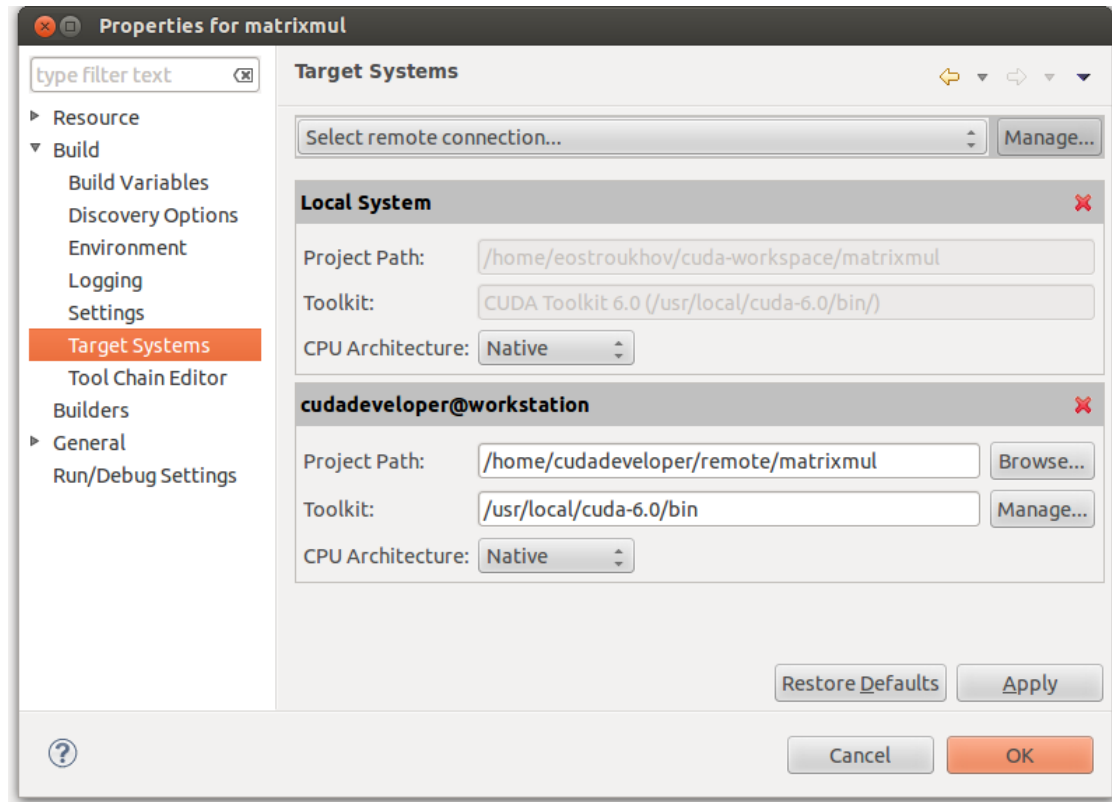 Properties for matrixmul
type filter text
Target Systems
Resource
Build
Build Variables
Discovery Options
Environment
Logging
Settings
Target Systems
Tool Chain Editor
Builders
General
Run/Debug Settings
Select remote connection...
Manage...
Local System
Project Path: /home/eostroukhov/cuda-workspace/matrixmul
Toolkit: CUDA Toolkit 6.0 (/usr/local/cuda-6.0/bin/)
CPU Architecture: Native
cudadeveloper@workstation
Project Path: /home/cudadeveloper/remote/matrixmul Browse...
Toolkit: /usr/local/cuda-6.0/bin Manage...
CPU Architecture: Native
Restore Defaults Apply
? Cancel OK